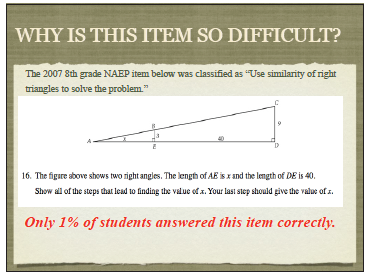 WHY IS THIS ITEM SO DIFFICULT?
The 2007 8th grade NAEP item below was classified as “Use similarity of right
triangles to solve the problem.”
C
B
9
3
A
x
40
E
D
16. The figure above shows two right angles. The length of AE is x and the length of DE is 40.
Show all of the steps that lead to finding the value of x. Your last step should give the value of x.
Only 1% of students answered this item correctly.